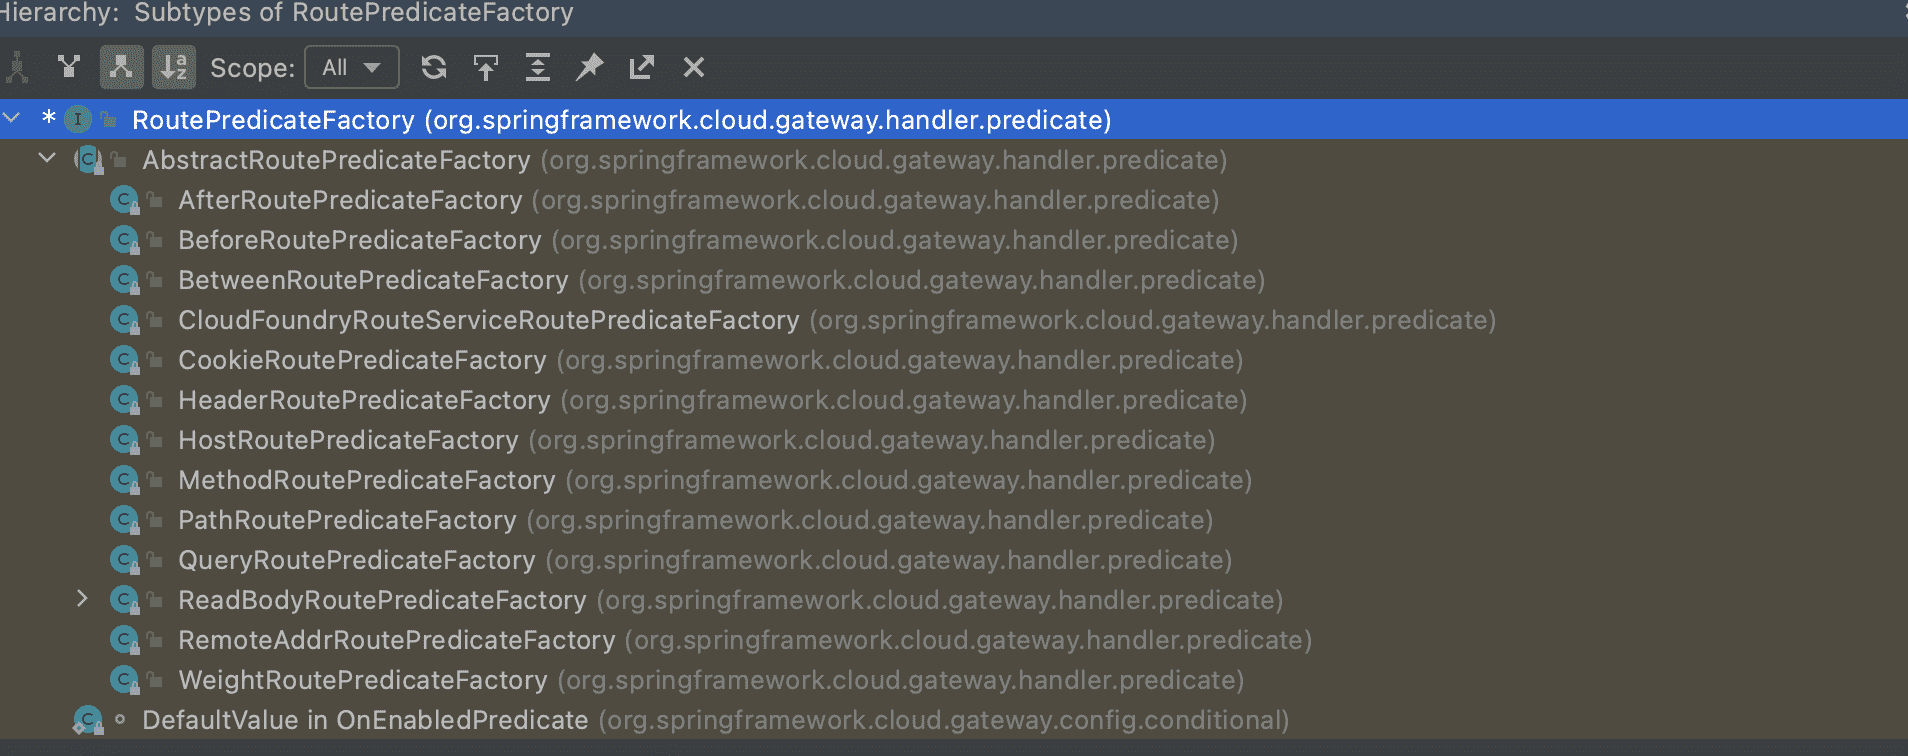 Hierarchy: Subtypes of RoutePredicateFactory
Scope: All
* I RoutePredicateFactory (org.springframework.cloud.gateway.handler.predicate)
C AbstractRoutePredicateFactory (org.springframework.cloud.gateway.handler.predicate)
C AfterRoutePredicateFactory (org.springframework.cloud.gateway.handler.predicate)
C BeforeRoutePredicateFactory (org.springframework.cloud.gateway.handler.predicate)
C BetweenRoutePredicateFactory (org.springframework.cloud.gateway.handler.predicate)
C CloudFoundryRouteServiceRoutePredicateFactory (org.springframework.cloud.gateway.handler.predicate)
C CookieRoutePredicateFactory (org.springframework.cloud.gateway.handler.predicate)
C HeaderRoutePredicateFactory (org.springframework.cloud.gateway.handler.predicate)
C HostRoutePredicateFactory (org.springframework.cloud.gateway.handler.predicate)
C MethodRoutePredicateFactory (org.springframework.cloud.gateway.handler.predicate)
C PathRoutePredicateFactory (org.springframework.cloud.gateway.handler.predicate)
C QueryRoutePredicateFactory (org.springframework.cloud.gateway.handler.predicate)
C ReadBodyRoutePredicateFactory (org.springframework.cloud.gateway.handler.predicate)
C RemoteAddrRoutePredicateFactory (org.springframework.cloud.gateway.handler.predicate)
C WeightRoutePredicateFactory (org.springframework.cloud.gateway.handler.predicate)
C DefaultValue in OnEnabledPredicate (org.springframework.cloud.gateway.config.conditional)